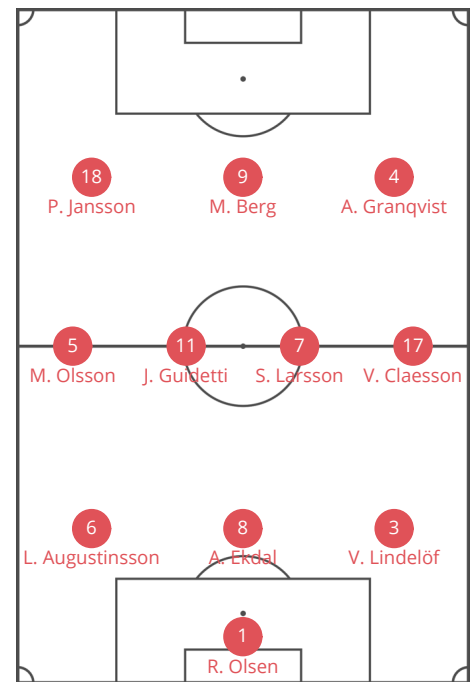 18 9 4
P. Jansson M. Berg A. Granqvist
5 11 7 17
M. Olsson J. Guidetti S. Larsson V. Claesson
6 8 3
L. Augustinsson A. Ekdal V. Lindelöf
1
R. Olsen